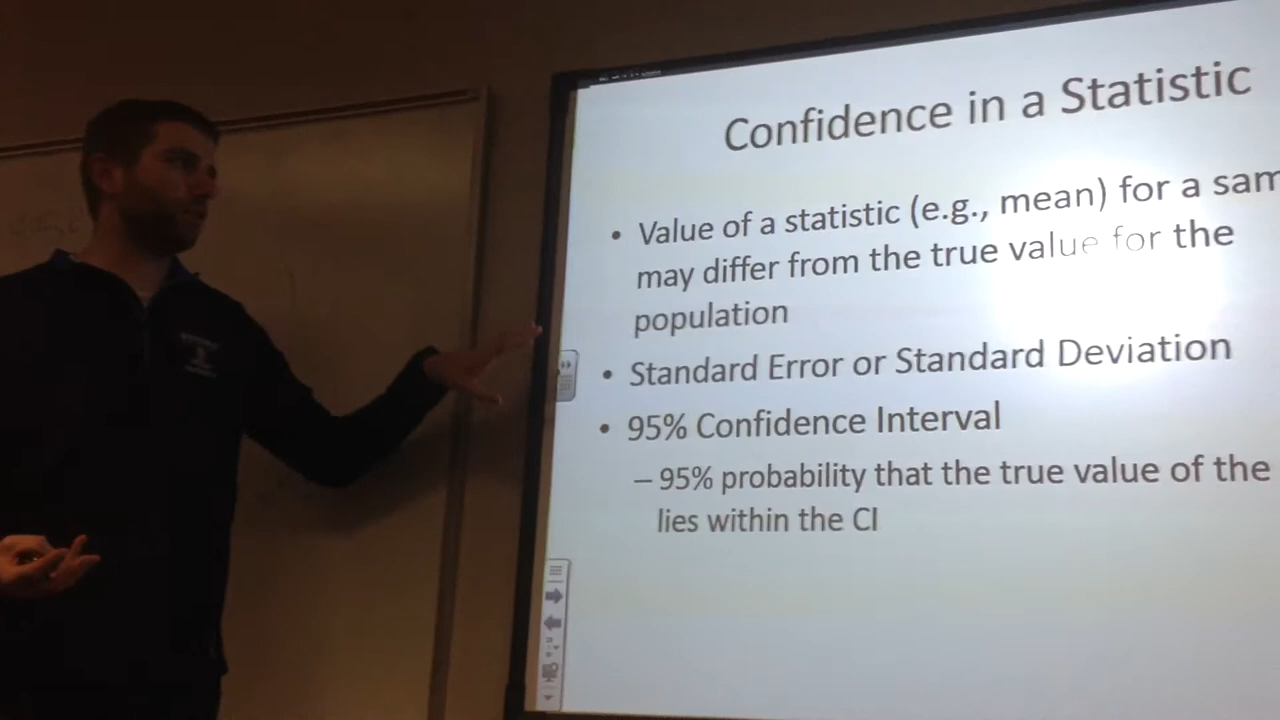 Confidence in a Statistic
• Value of a statistic (e.g., mean) for a sam
may differ from the true value for the
population
• Standard Error or Standard Deviation
• 95% Confidence Interval
– 95% probability that the true value of the
lies within the CI